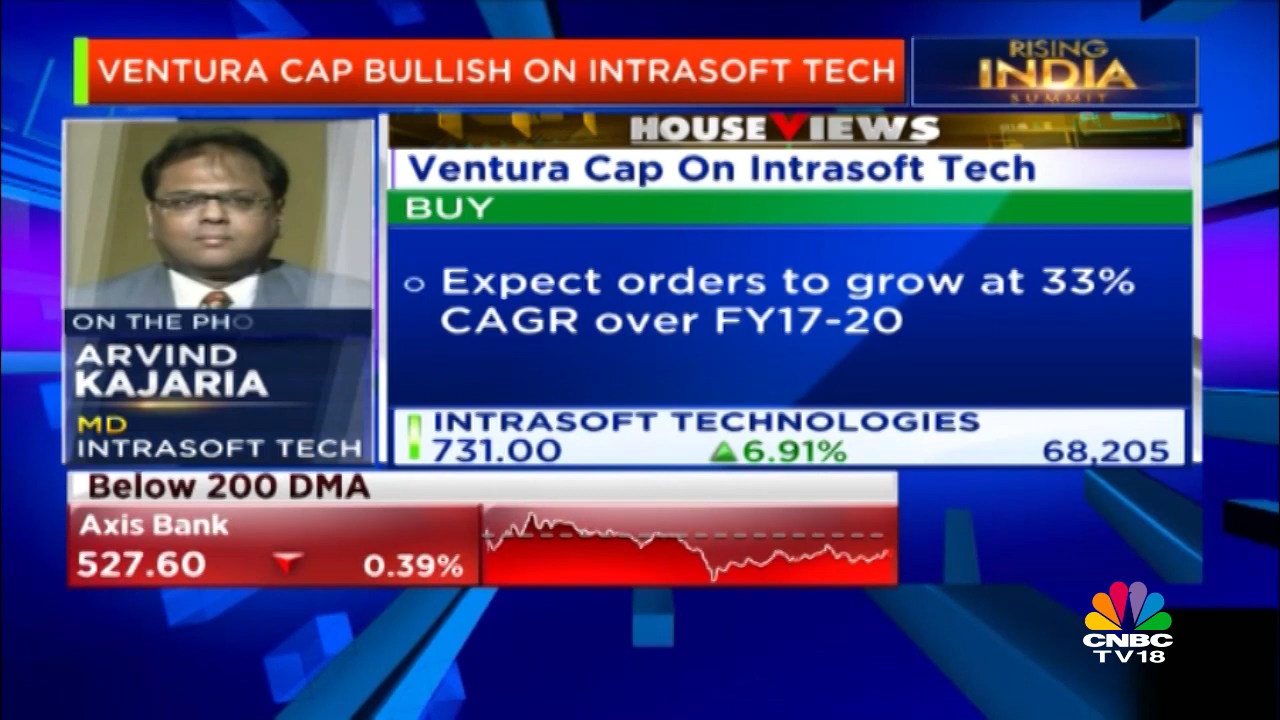 VENTURA CAP BULLISH ON INTRASOFT TECH
RISING
INDIA
SUMMIT
HOUSE VIEWS
Ventura Cap On Intrasoft Tech
BUY
Expect orders to grow at 33%
CAGR over FY17-20
ON THE PHO
ARVIND
KAJARIA
MD
INTRASOFT TECH
INTRASOFT TECHNOLOGIES
731.00 6.91% 68,205
Below 200 DMA
Axis Bank
527.60 0.39%
CNBC
TV18